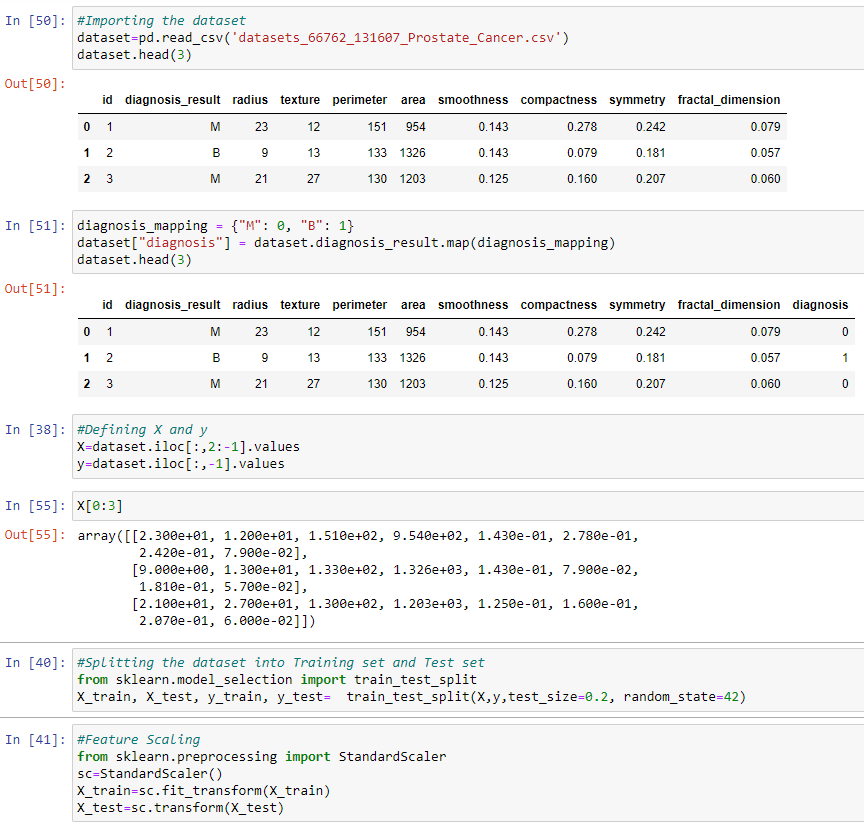 In [50]: #Importing the dataset
dataset=pd.read_csv('datasets_66762_131607_Prostate_Cancer.csv')
dataset.head(3)
Out[50]:
id diagnosis_result radius texture perimeter area smoothness compactness symmetry fractal_dimension
0 1 M 23 12 151 954 0.143 0.278 0.242 0.079
1 2 B 9 13 133 1326 0.143 0.079 0.181 0.057
2 3 M 21 27 130 1203 0.125 0.160 0.207 0.060
In [51]: diagnosis_mapping = {"M": 0, "B": 1}
dataset["diagnosis"] = dataset.diagnosis_result.map(diagnosis_mapping)
dataset.head(3)
Out[51]:
id diagnosis_result radius texture perimeter area smoothness compactness symmetry fractal_dimension diagnosis
0 1 M 23 12 151 954 0.143 0.278 0.242 0.079 0
1 2 B 9 13 133 1326 0.143 0.079 0.181 0.057 1
2 3 M 21 27 130 1203 0.125 0.160 0.207 0.060 0
In [38]: #Defining X and y
X=dataset.iloc[:,2:-1].values
y=dataset.iloc[:,-1].values
In [55]: X[0:3]
Out[55]: array([[2.300e+01, 1.200e+01, 1.510e+02, 9.540e+02, 1.430e-01, 2.780e-01,
2.420e-01, 7.900e-02],
[9.000e+00, 1.300e+01, 1.330e+02, 1.326e+03, 1.430e-01, 7.900e-02,
1.810e-01, 5.700e-02],
[2.100e+01, 2.700e+01, 1.300e+02, 1.203e+03, 1.250e-01, 1.600e-01,
2.070e-01, 6.000e-02]])
In [40]: #Splitting the dataset into Training set and Test set
from sklearn.model_selection import train_test_split
X_train, X_test, y_train, y_test=  train_test_split(X,y,test_size=0.2, random_state=42)
In [41]: #Feature Scaling
from sklearn.preprocessing import StandardScaler
sc=StandardScaler()
X_train=sc.fit_transform(X_train)
X_test=sc.transform(X_test)